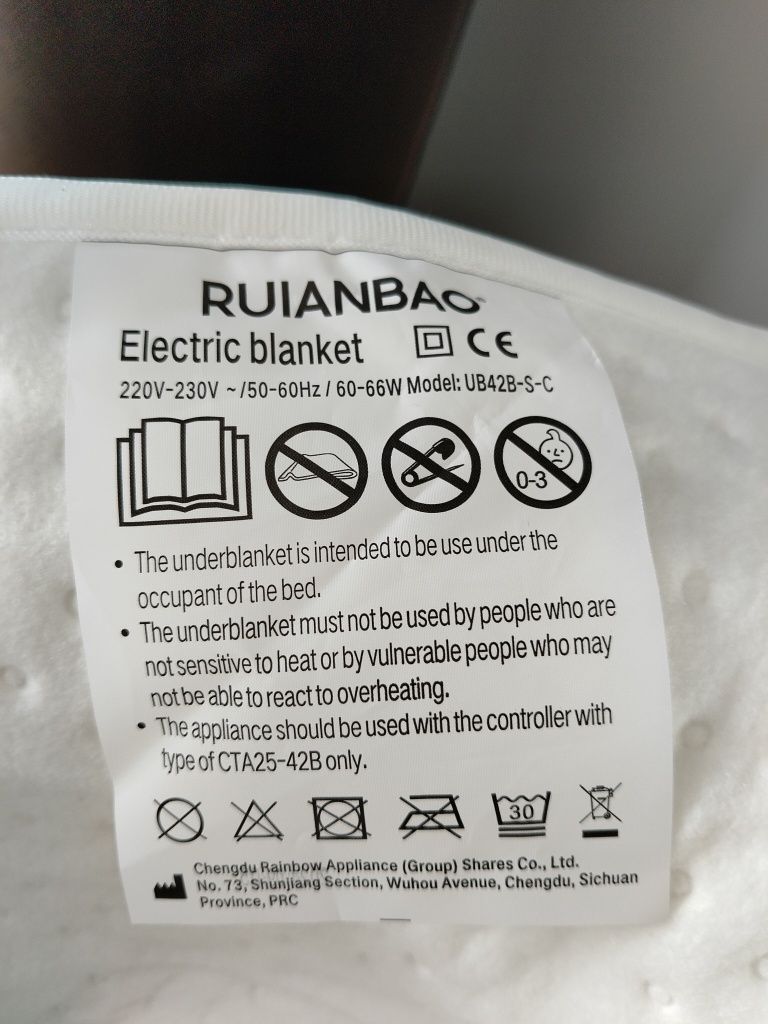 RUIANBAO
Electric blanket CE
220V-230V ~/50-60Hz / 60-66W Model: UB42B-S-C
0-3
• The underblanket is intended to be use under the
occupant of the bed.
• The underblanket must not be used by people who are
not sensitive to heat or by vulnerable people who may
not be able to react to overheating.
• The appliance should be used with the controller with
type of CTA25-42B only.
30
Chengdu Rainbow Appliance (Group) Shares Co., Ltd.
No. 73, Shunjiang Section, Wuhou Avenue, Chengdu, Sichuan
Province, PRC